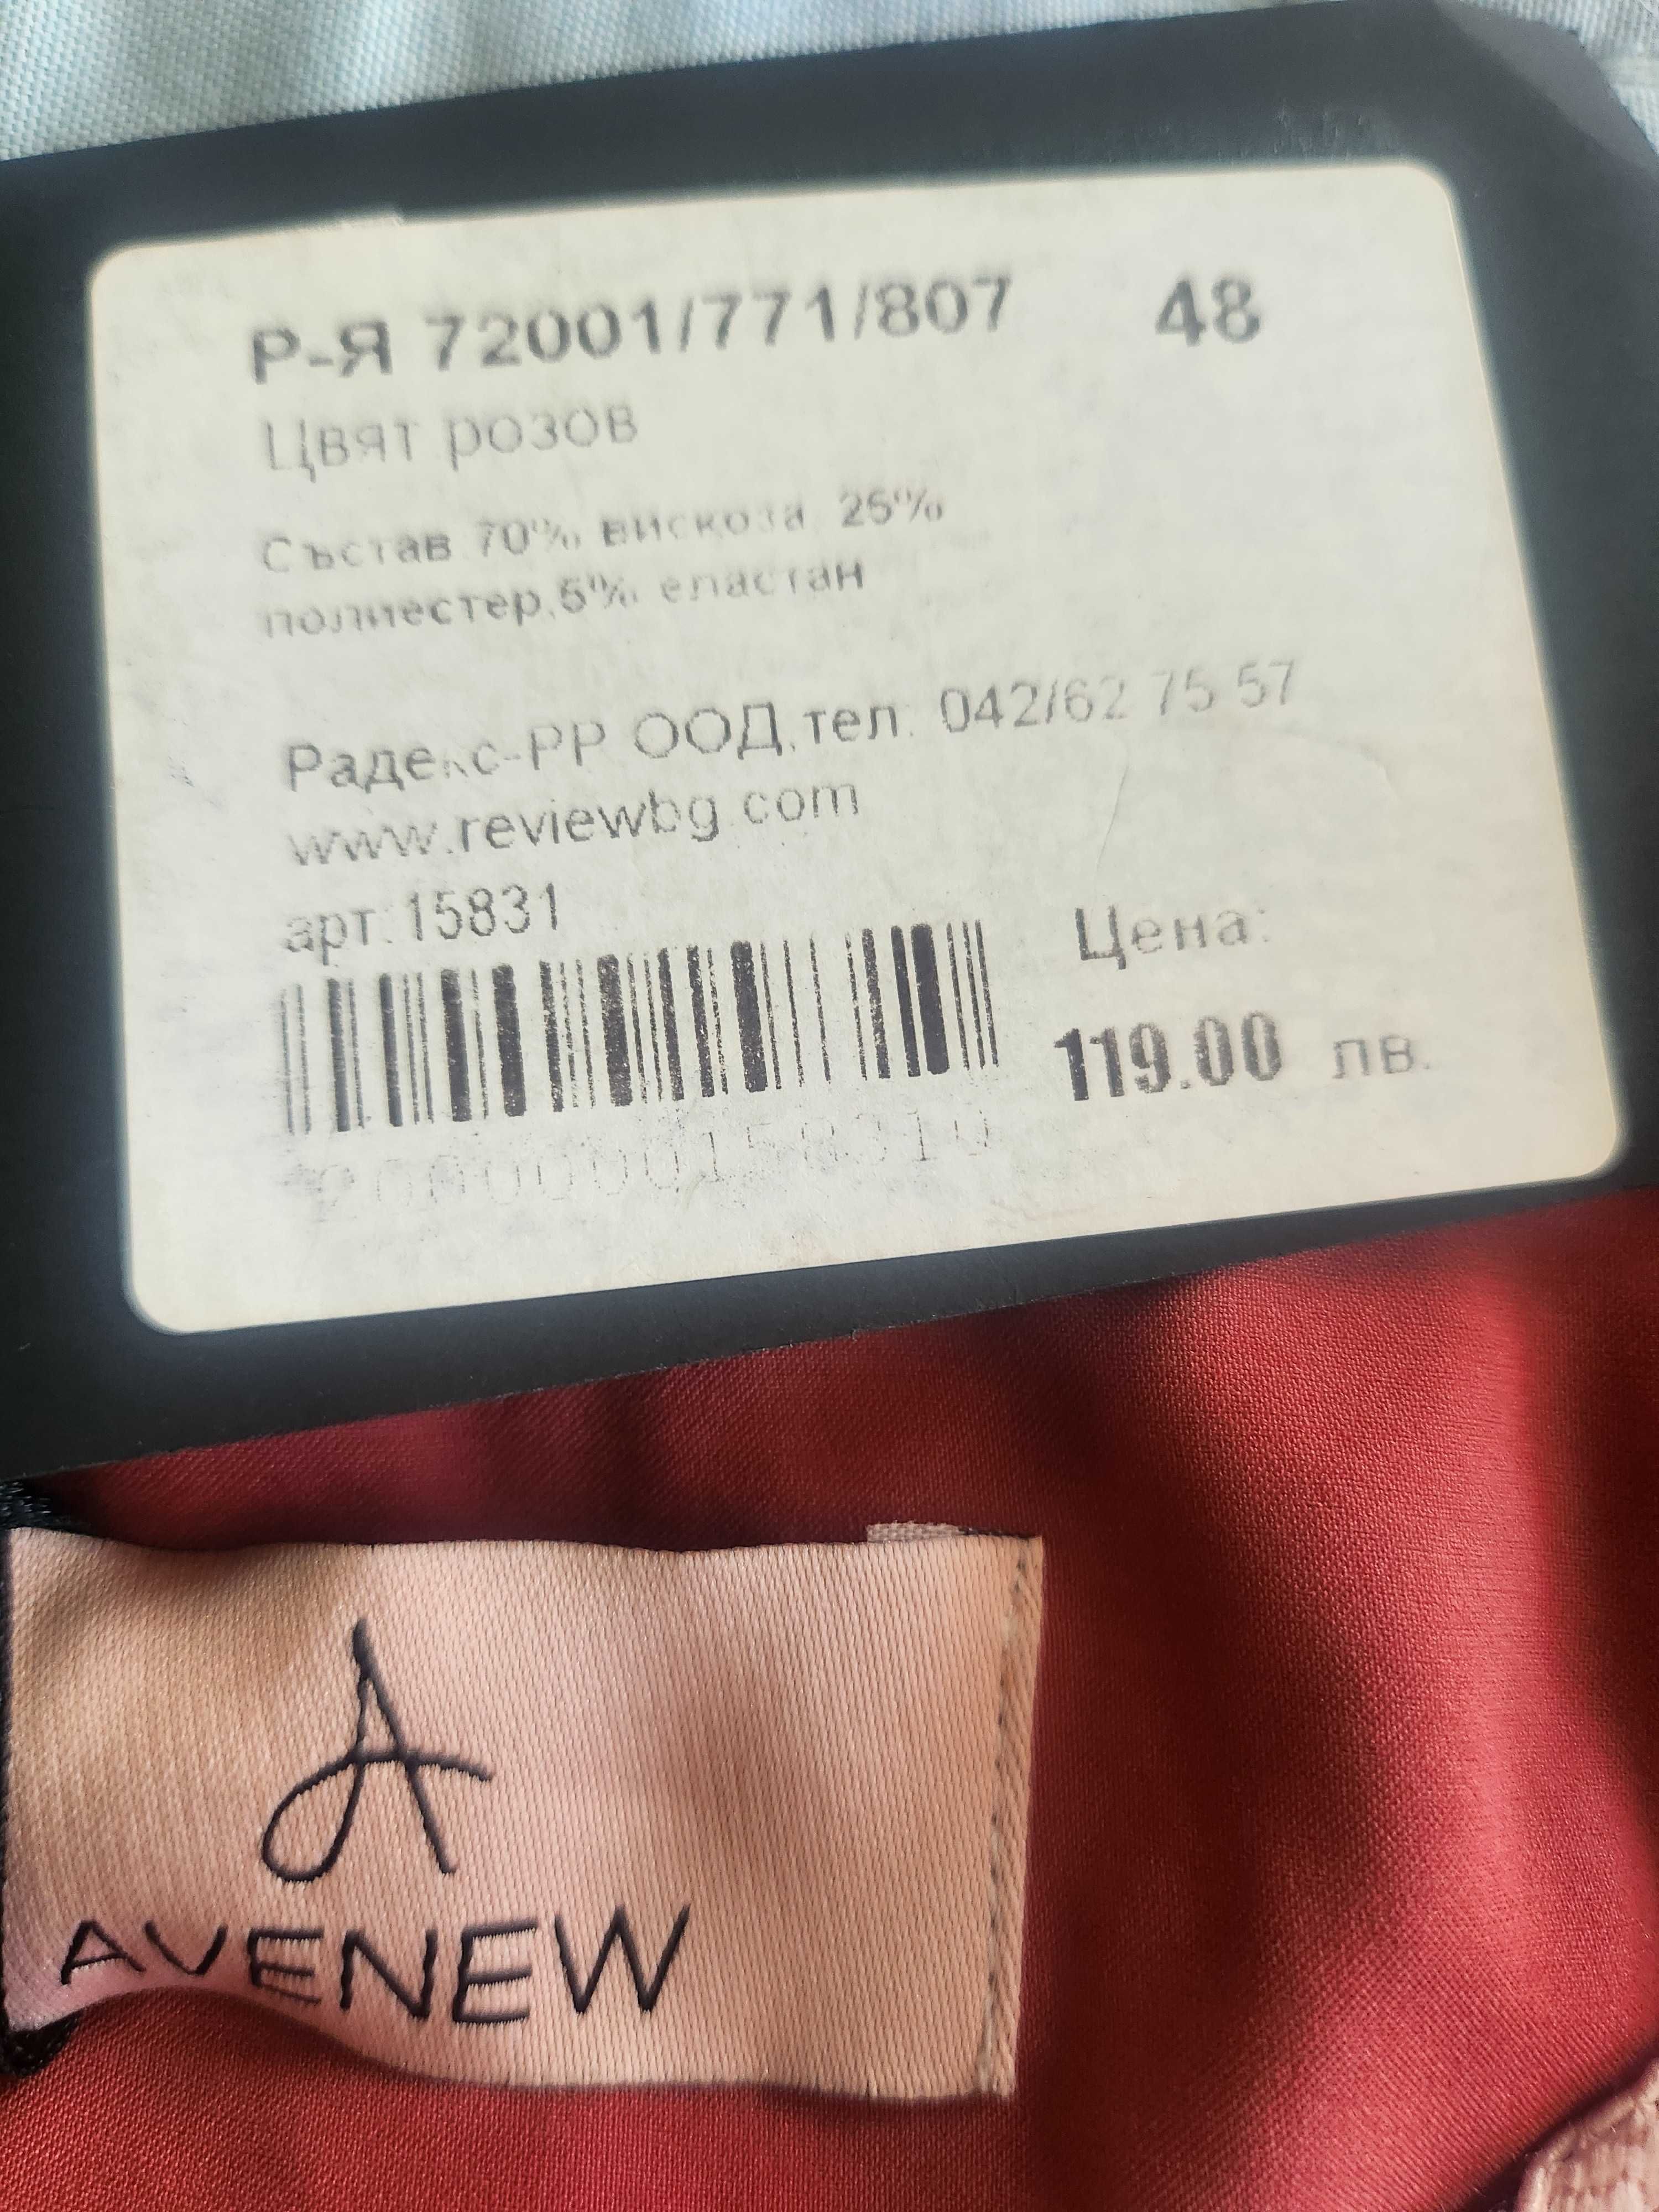 Р-Я 72001/771/807 48
Цвят розов
Състав 70% вискоза, 25%
полиестер,5% еластан
Радекс-РР ООД,тел: 042/62 75 57
www.reviewbg.com
арт:15831
Цена:
119.00 лв.
2000000158310
A
AVENEW